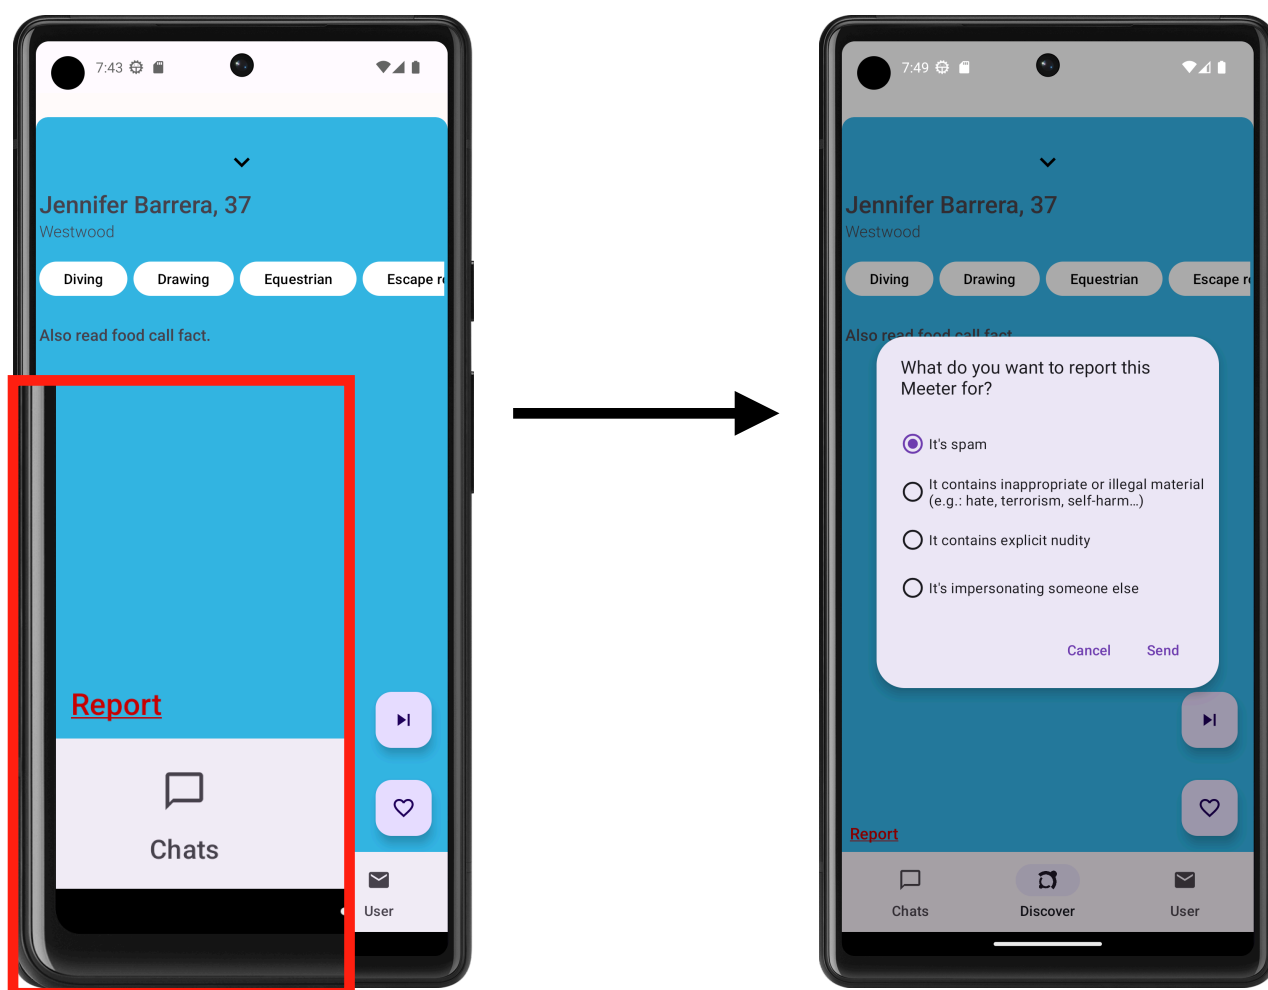 7:43
Jennifer Barrera, 37
Westwood
Diving Drawing Equestrian Escape r
Also read food call fact.
Report
Chats
User
7:49
Jennifer Barrera, 37
Westwood
Diving Drawing Equestrian Escape r
Also read food call fact.
What do you want to report this
Meeter for?
It's spam
It contains inappropriate or illegal material
(e.g.: hate, terrorism, self-harm...)
It contains explicit nudity
It's impersonating someone else
Cancel Send
Report
Chats Discover User